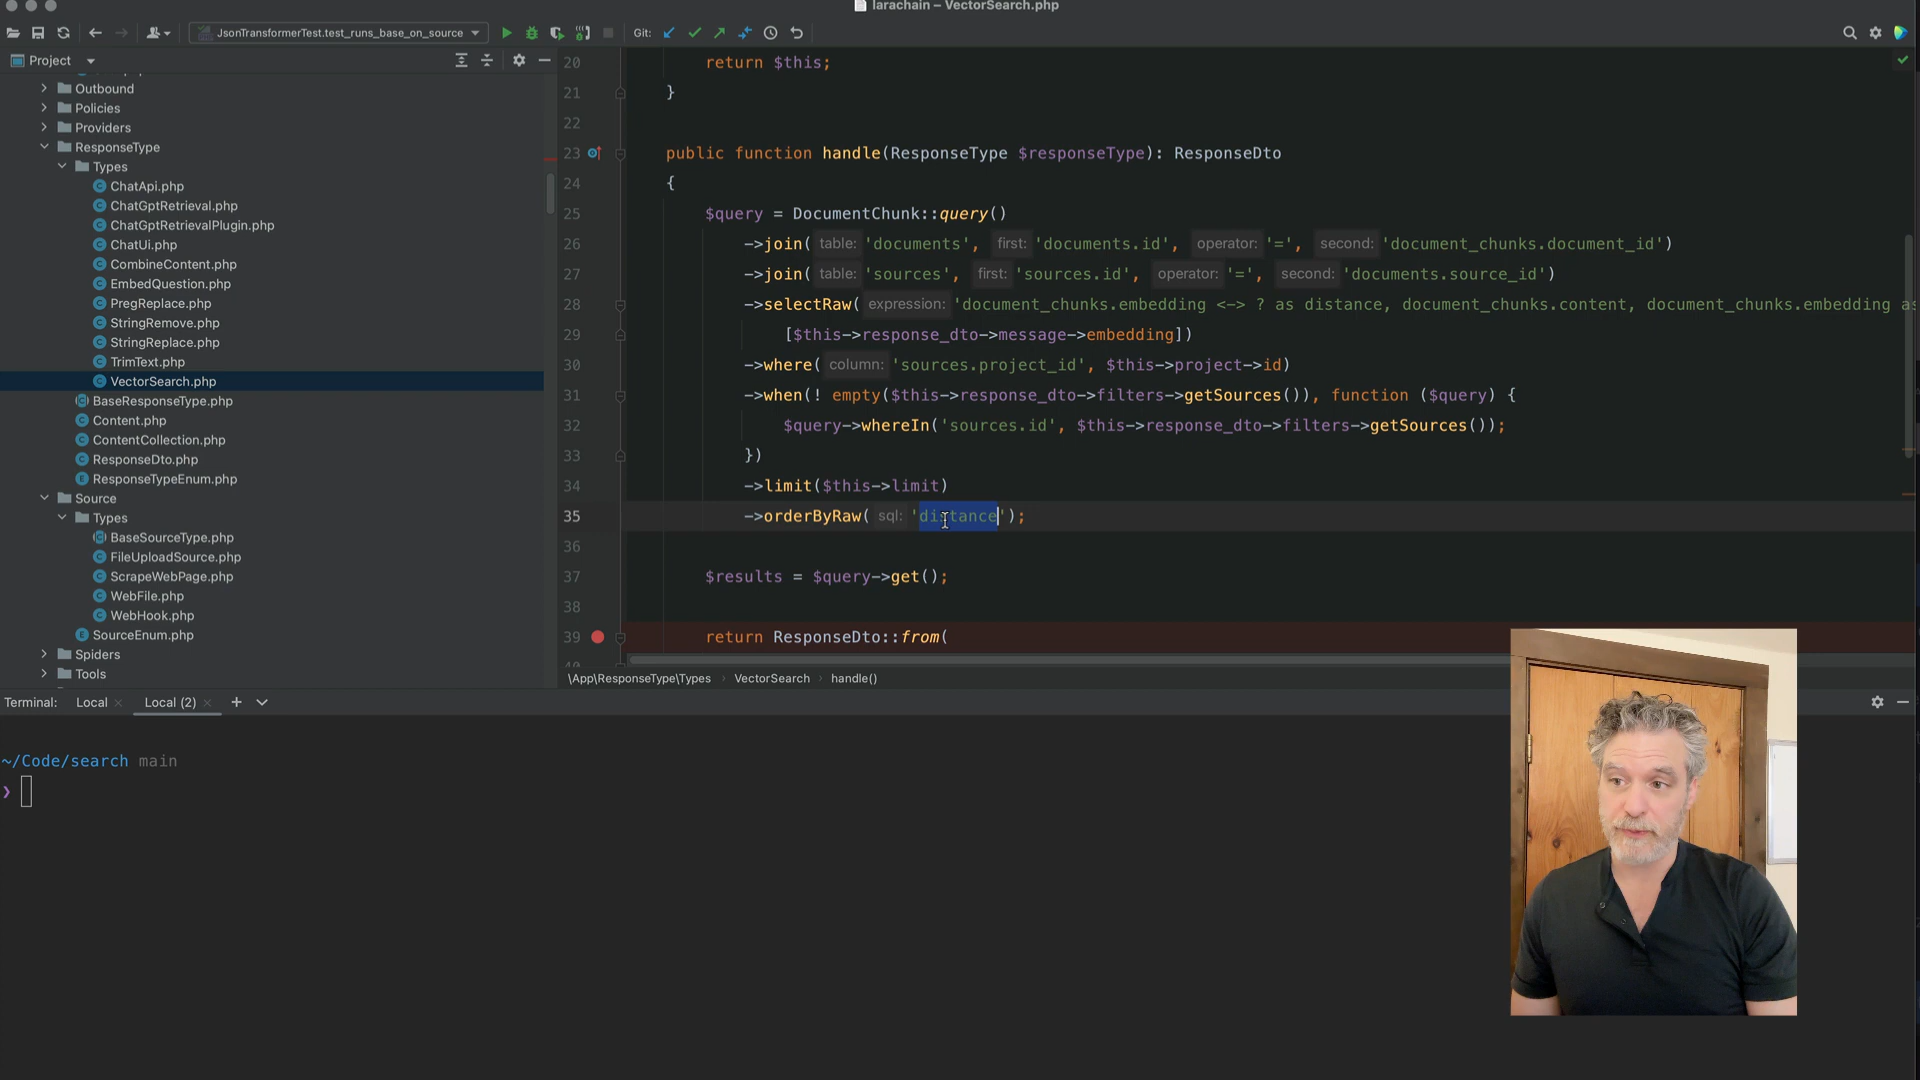 larachain – VectorSearch.php
JsonTransformerTest.test_runs_base_on_source
Git:
Project
Outbound
Policies
Providers
ResponseType
Types
ChatApi.php
ChatGptRetrieval.php
ChatGptRetrievalPlugin.php
ChatUi.php
CombineContent.php
EmbedQuestion.php
PregReplace.php
StringRemove.php
StringReplace.php
TrimText.php
VectorSearch.php
BaseResponseType.php
Content.php
ContentCollection.php
ResponseDto.php
ResponseTypeEnum.php
Source
Types
BaseSourceType.php
FileUploadSource.php
ScrapeWebPage.php
WebFile.php
WebHook.php
SourceEnum.php
Spiders
Tools
20 return $this;
21 }
22
23 public function handle(ResponseType $responseType): ResponseDto
24 {
25 $query = DocumentChunk::query()
26 ->join( table: 'documents', first: 'documents.id', operator: '=', second: 'document_chunks.document_id')
27 ->join( table: 'sources', first: 'sources.id', operator: '=', second: 'documents.source_id')
28 ->selectRaw( expression: 'document_chunks.embedding <-> ? as distance, document_chunks.content, document_chunks.embedding as
29 [$this->response_dto->message->embedding])
30 ->where( column: 'sources.project_id', $this->project->id)
31 ->when(! empty($this->response_dto->filters->getSources()), function ($query) {
32 $query->whereIn('sources.id', $this->response_dto->filters->getSources());
33 })
34 ->limit($this->limit)
35 ->orderByRaw( sql: 'distance');
36
37 $results = $query->get();
38
39 return ResponseDto::from(
\App\ResponseType\Types › VectorSearch › handle()
Terminal: Local × Local (2) × +
~/Code/search main
❯